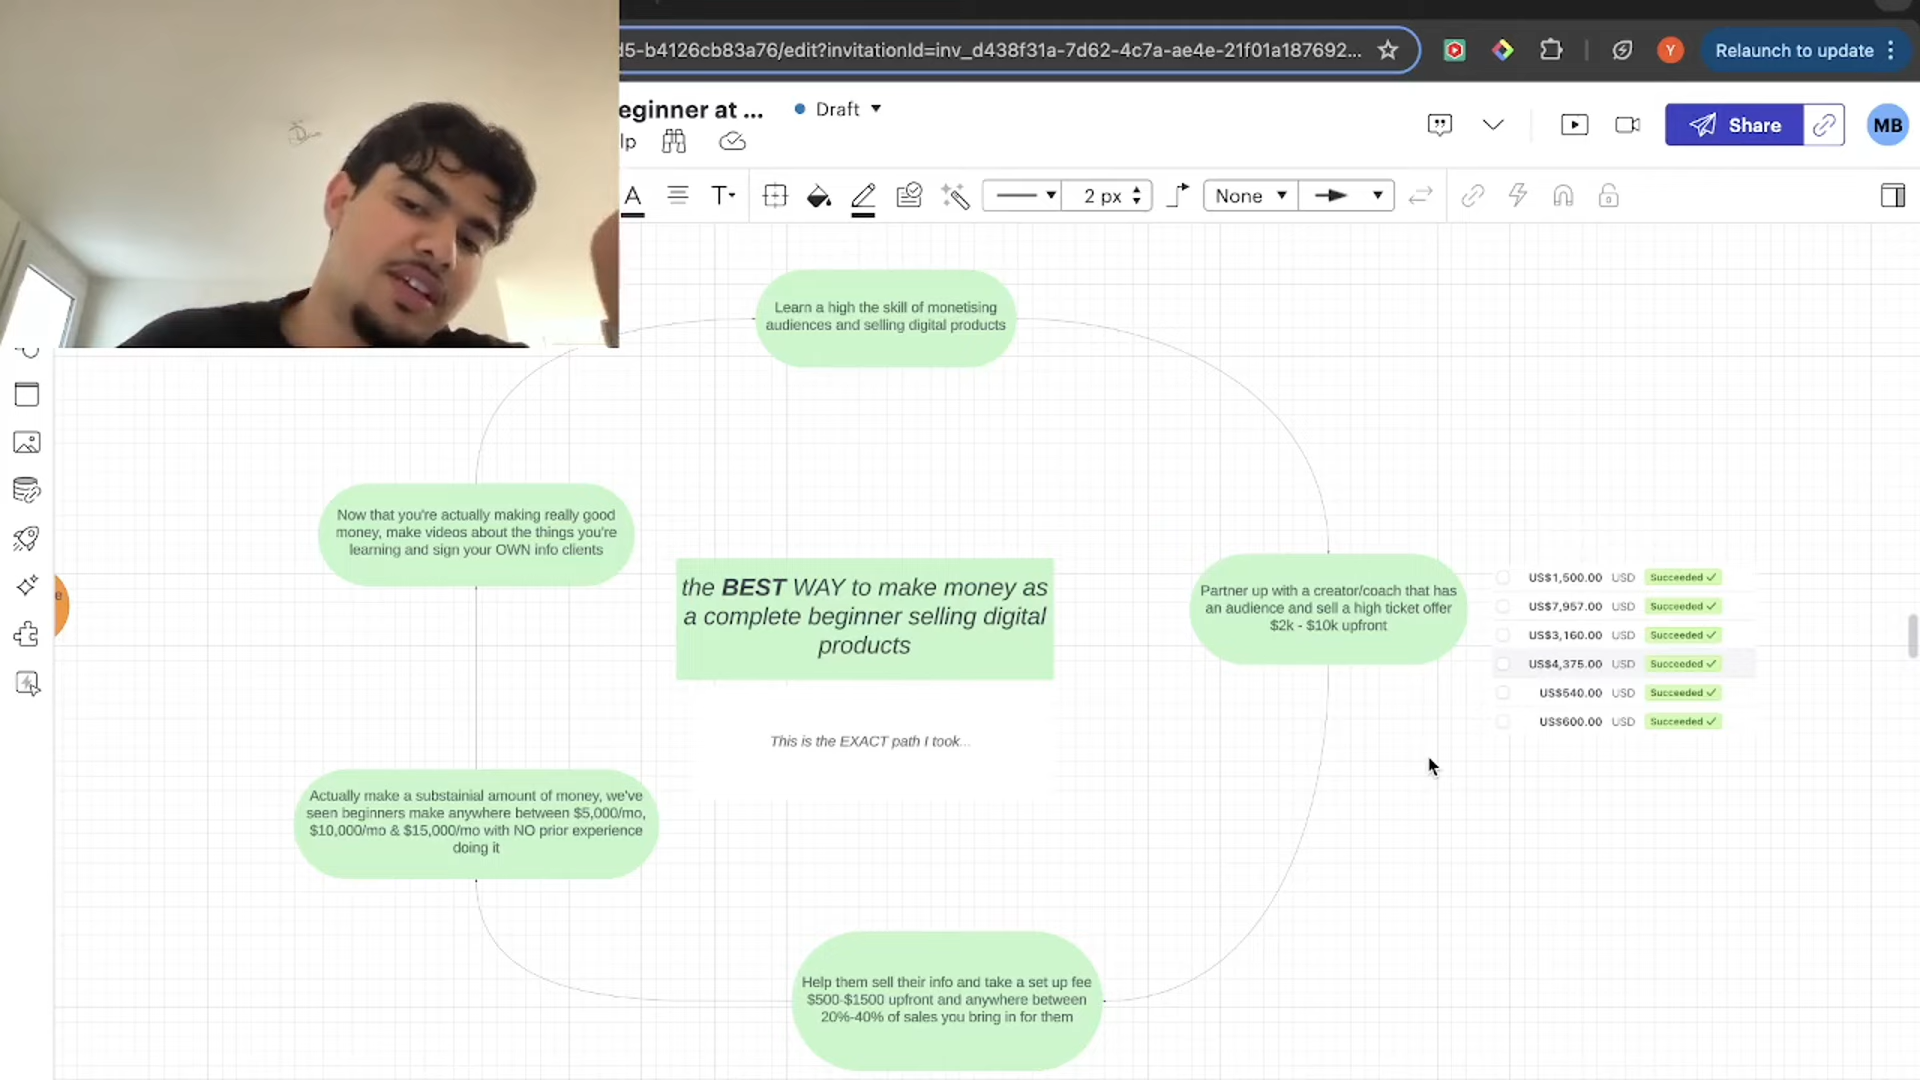 d5-b4126cb83a76/edit?invitationId=inv_d438f31a-7d62-4c7a-ae4e-21f01a187692...
Y
Relaunch to update
eginner at ...
Draft
lp
Share
MB
A
T
2 px
None
Learn a high the skill of monetising
audiences and selling digital products
Now that you're actually making really good
money, make videos about the things you're
learning and sign your OWN info clients
the BEST WAY to make money as
a complete beginner selling digital
products
This is the EXACT path I took...
Partner up with a creator/coach that has
an audience and sell a high ticket offer
$2k - $10k upfront
US$1,500.00 USD Succeeded ✓
US$7,957.00 USD Succeeded ✓
US$3,160.00 USD Succeeded ✓
US$4,375.00 USD Succeeded ✓
US$540.00 USD Succeeded ✓
US$600.00 USD Succeeded ✓
e
Actually make a substainial amount of money, we've
seen beginners make anywhere between $5,000/mo,
$10,000/mo & $15,000/mo with NO prior experience
doing it
Help them sell their info and take a set up fee
$500-$1500 upfront and anywhere between
20%-40% of sales you bring in for them